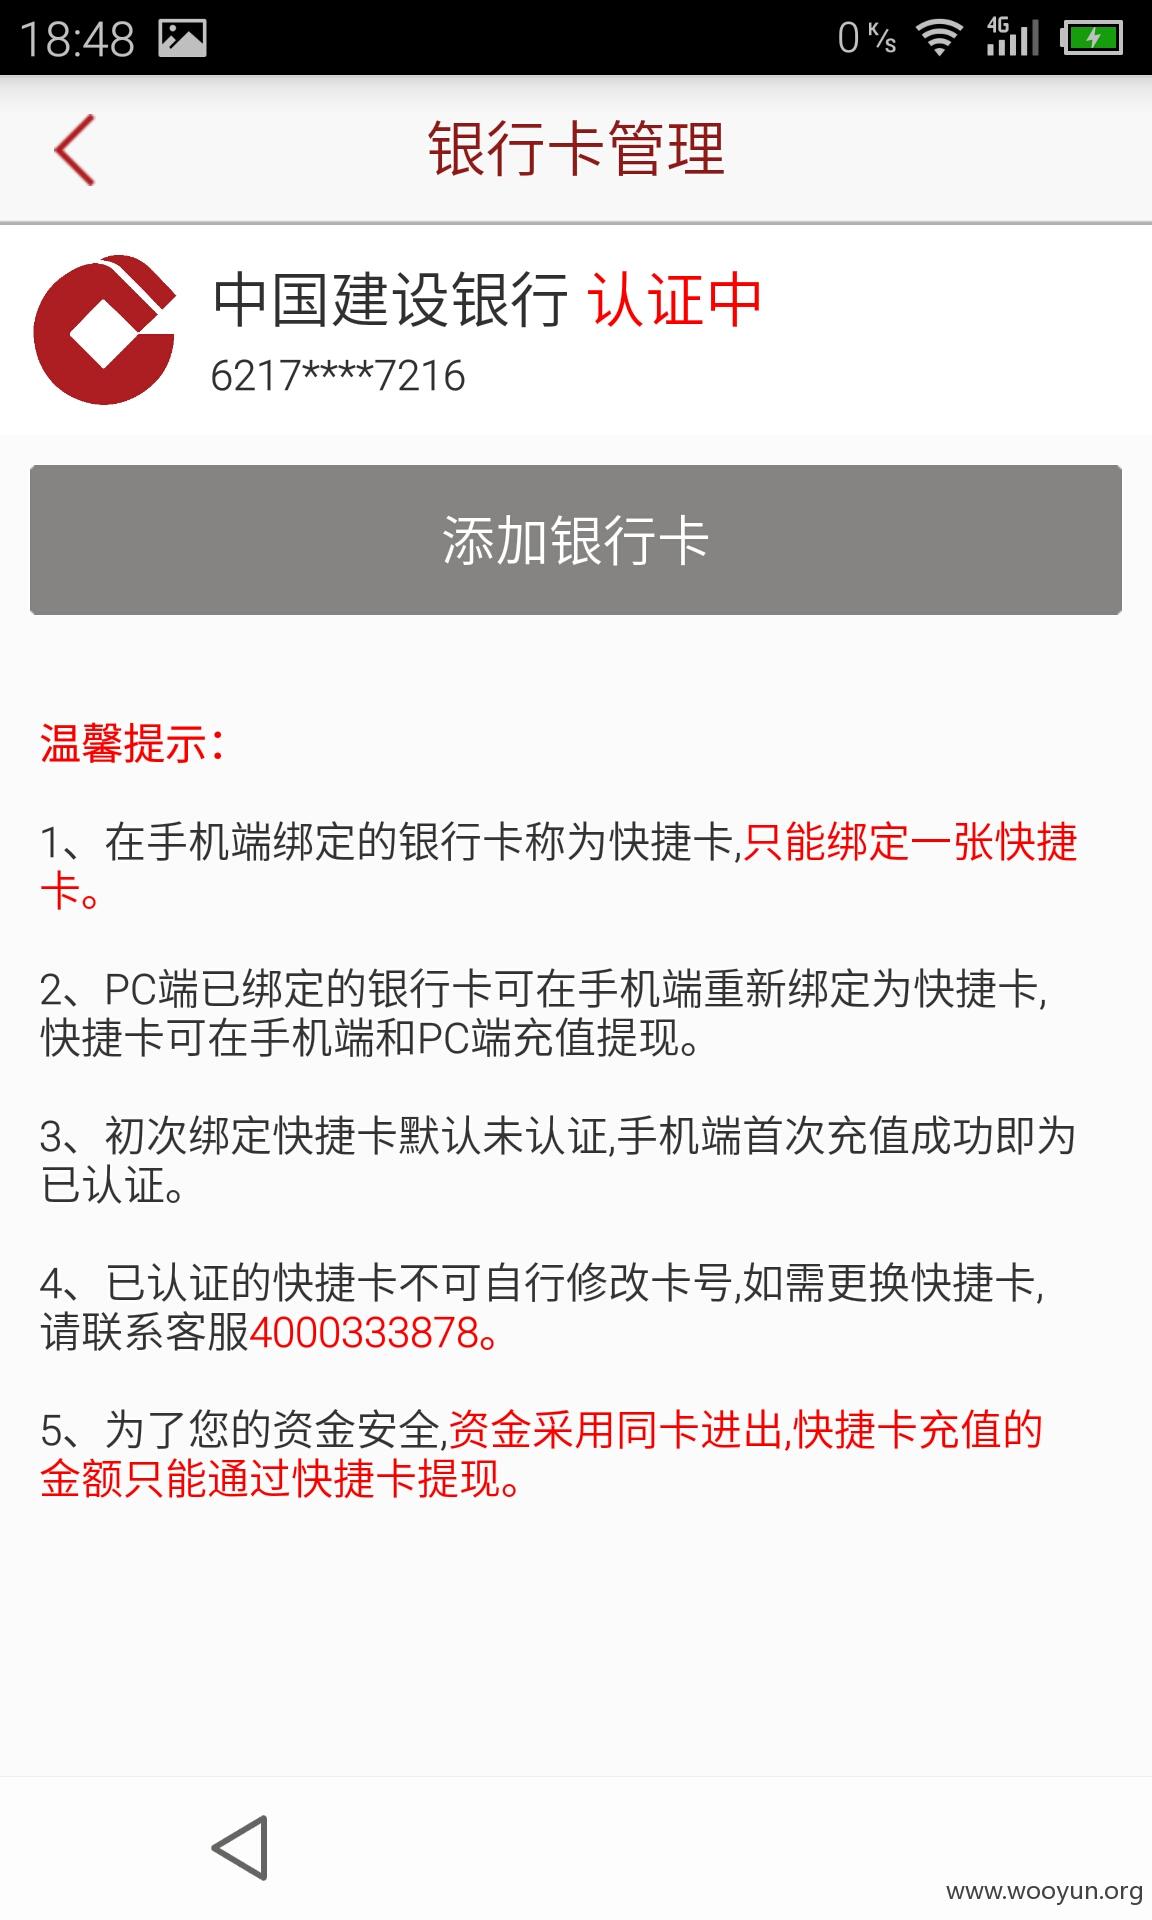 18:48
0 K/s
4G
银行卡管理
中国建设银行 认证中
6217****7216
添加银行卡
温馨提示：
1、在手机端绑定的银行卡称为快捷卡,只能绑定一张快捷
卡。
2、PC端已绑定的银行卡可在手机端重新绑定为快捷卡,
快捷卡可在手机端和PC端充值提现。
3、初次绑定快捷卡默认未认证,手机端首次充值成功即为
已认证。
4、已认证的快捷卡不可自行修改卡号,如需更换快捷卡,
请联系客服4000333878。
5、为了您的资金安全,资金采用同卡进出,快捷卡充值的
金额只能通过快捷卡提现。
www.wooyun.org